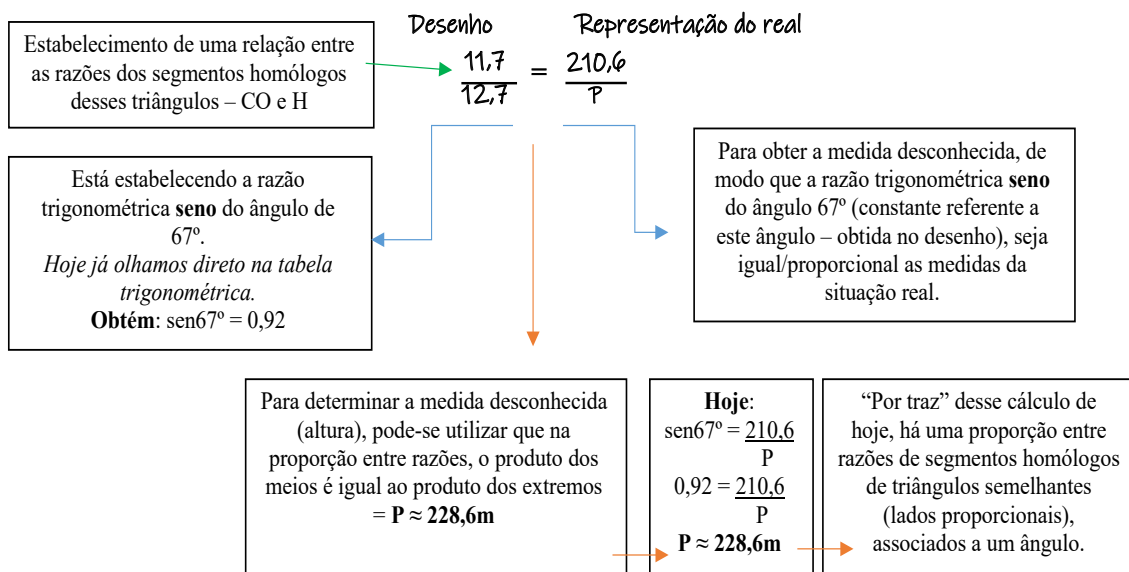 Desenho
Representação do real
Estabelecimento de uma relação entre
as razões dos segmentos homólogos
desses triângulos – CO e H
11,7 = 210,6
12,7 P
Está estabelecendo a razão
trigonométrica seno do ângulo de
67º.
Hoje já olhamos direto na tabela
trigonométrica.
Obtém: sen67º = 0,92
Para obter a medida desconhecida, de
modo que a razão trigonométrica seno
do ângulo 67º (constante referente a
este ângulo – obtida no desenho), seja
igual/proporcional as medidas da
situação real.
Para determinar a medida desconhecida
(altura), pode-se utilizar que na
proporção entre razões, o produto dos
meios é igual ao produto dos extremos
= P ≈ 228,6m
Hoje:
sen67º = 210,6
P
0,92 = 210,6
P
P ≈ 228,6m
“Por traz” desse cálculo de
hoje, há uma proporção entre
razões de segmentos homólogos
de triângulos semelhantes
(lados proporcionais),
associados a um ângulo.